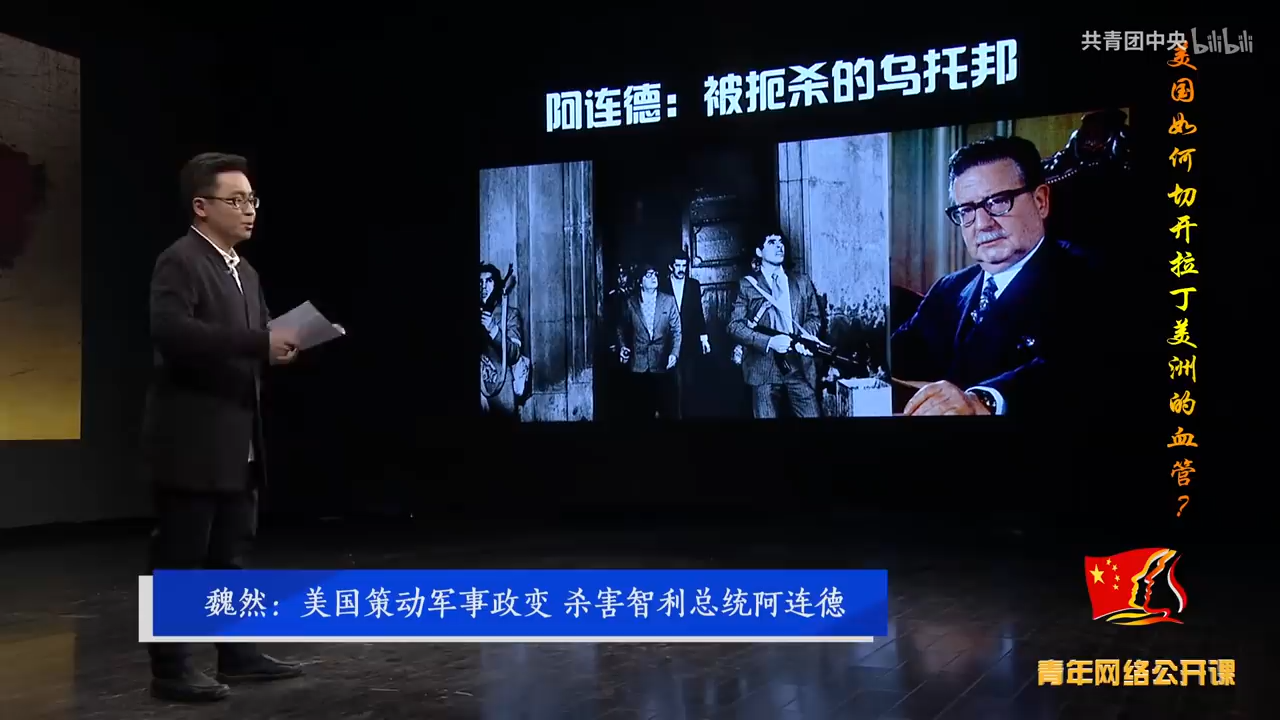 共青团中央 bilibili
阿连德：被扼杀的乌托邦
美国如何切开拉丁美洲的血管？
魏然：美国策动军事政变 杀害智利总统阿连德
青年网络公开课